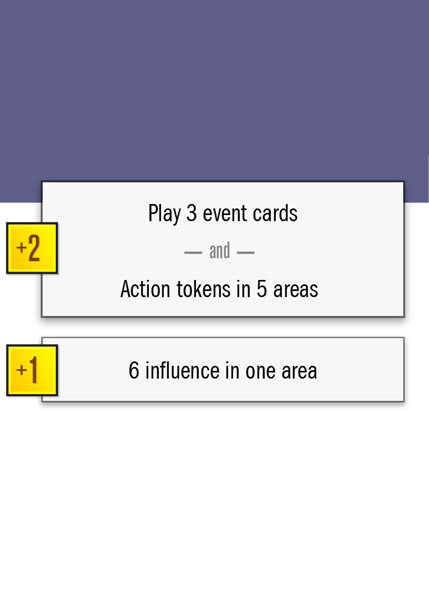 Play 3 event cards
+2
— and —
Action tokens in 5 areas
+1
6 influence in one area